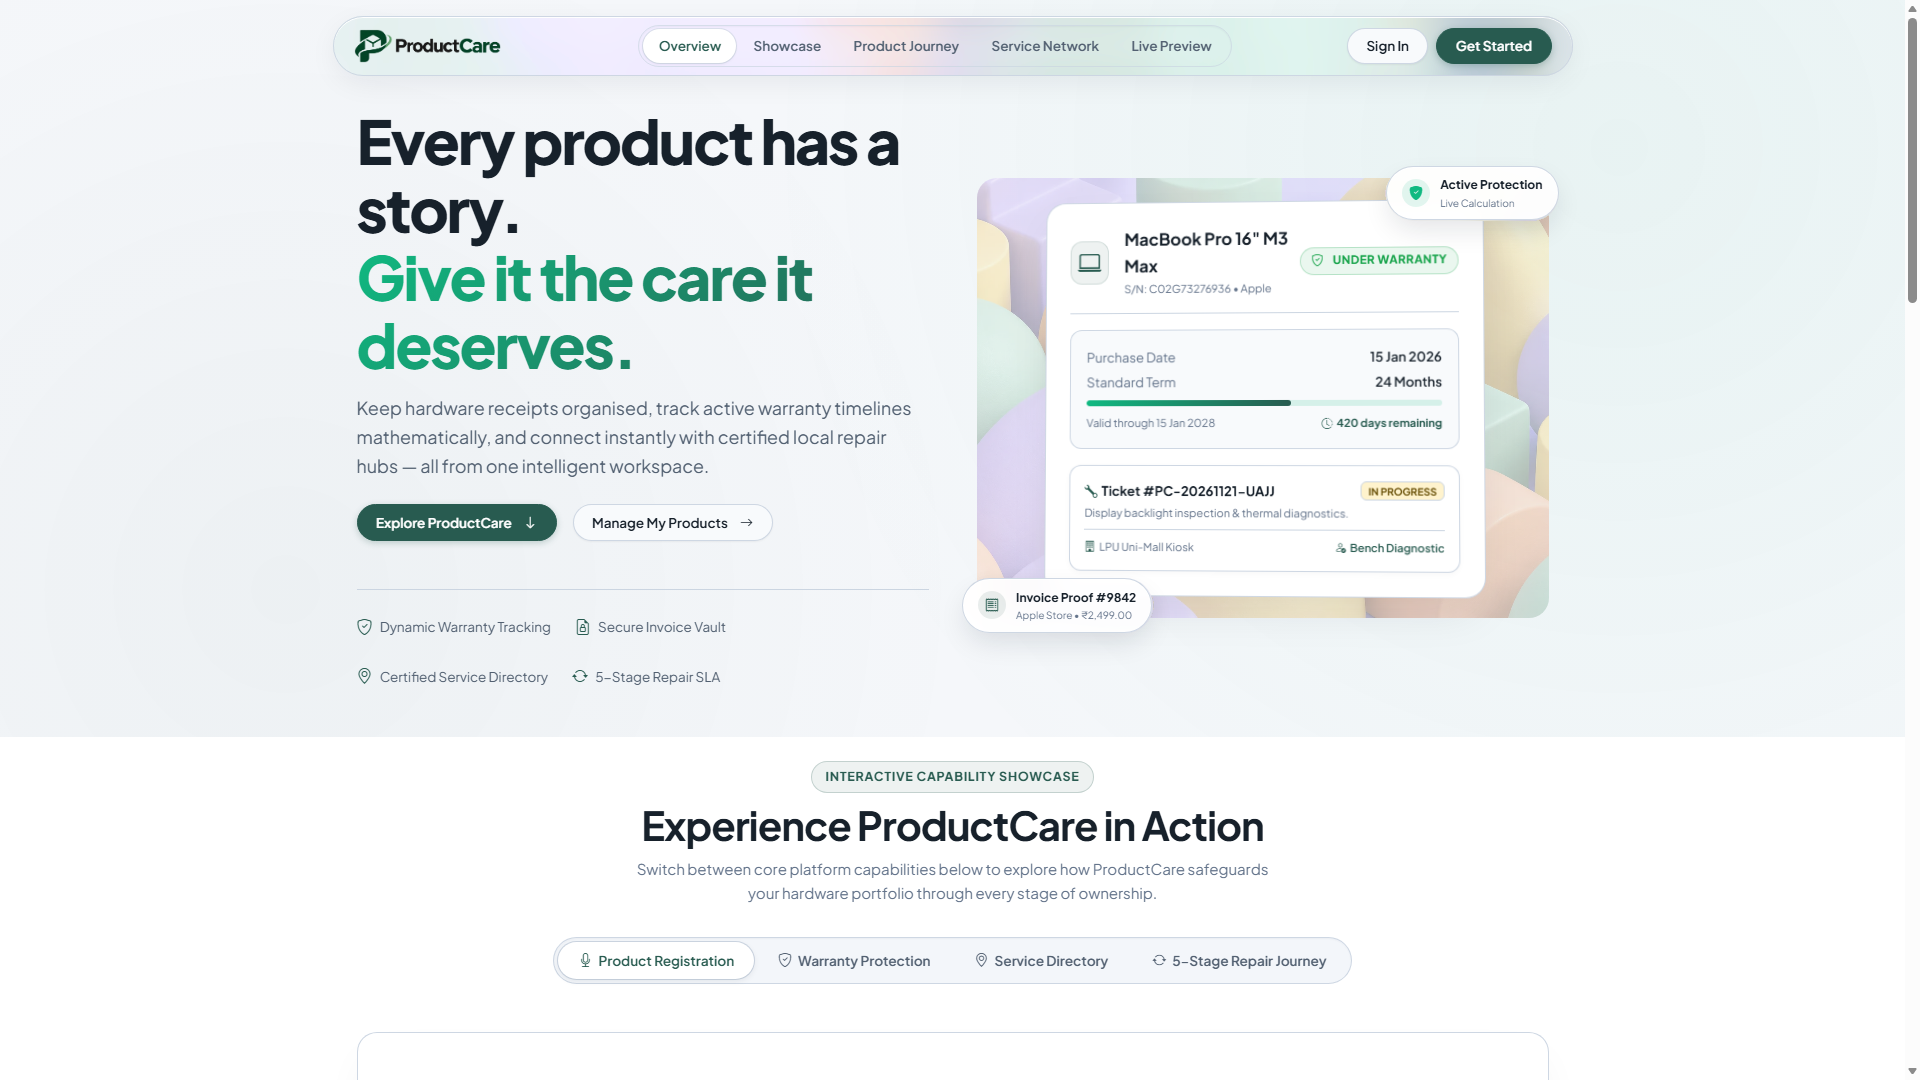 ProductCare
Overview
Showcase
Product Journey
Service Network
Live Preview
Sign In
Get Started
Every product has a
story.
Give it the care it
deserves.
Keep hardware receipts organised, track active warranty timelines
mathematically, and connect instantly with certified local repair
hubs — all from one intelligent workspace.
Explore ProductCare ↓
Manage My Products →
Dynamic Warranty Tracking
Secure Invoice Vault
Certified Service Directory
5-Stage Repair SLA
Active Protection
Live Calculation
MacBook Pro 16" M3
Max
S/N: C02G73276936 • Apple
UNDER WARRANTY
Purchase Date 15 Jan 2026
Standard Term 24 Months
Valid through 15 Jan 2028 420 days remaining
Ticket #PC-20261121-UAJJ IN PROGRESS
Display backlight inspection & thermal diagnostics.
LPU Uni-Mall Kiosk Bench Diagnostic
Invoice Proof #9842
Apple Store • ₹2,499.00
INTERACTIVE CAPABILITY SHOWCASE
Experience ProductCare in Action
Switch between core platform capabilities below to explore how ProductCare safeguards
your hardware portfolio through every stage of ownership.
Product Registration
Warranty Protection
Service Directory
5-Stage Repair Journey